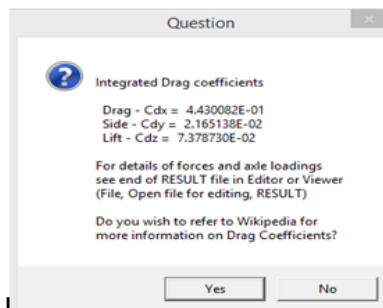 Question
Integrated Drag coefficients
Drag - Cdx = 4.430082E-01
Side - Cdy = 2.165138E-02
Lift - Cdz = 7.378730E-02
For details of forces and axle loadings
see end of RESULT file in Editor or Viewer
(File, Open file for editing, RESULT)
Do you wish to refer to Wikipedia for
more information on Drag Coefficients?
Yes
No